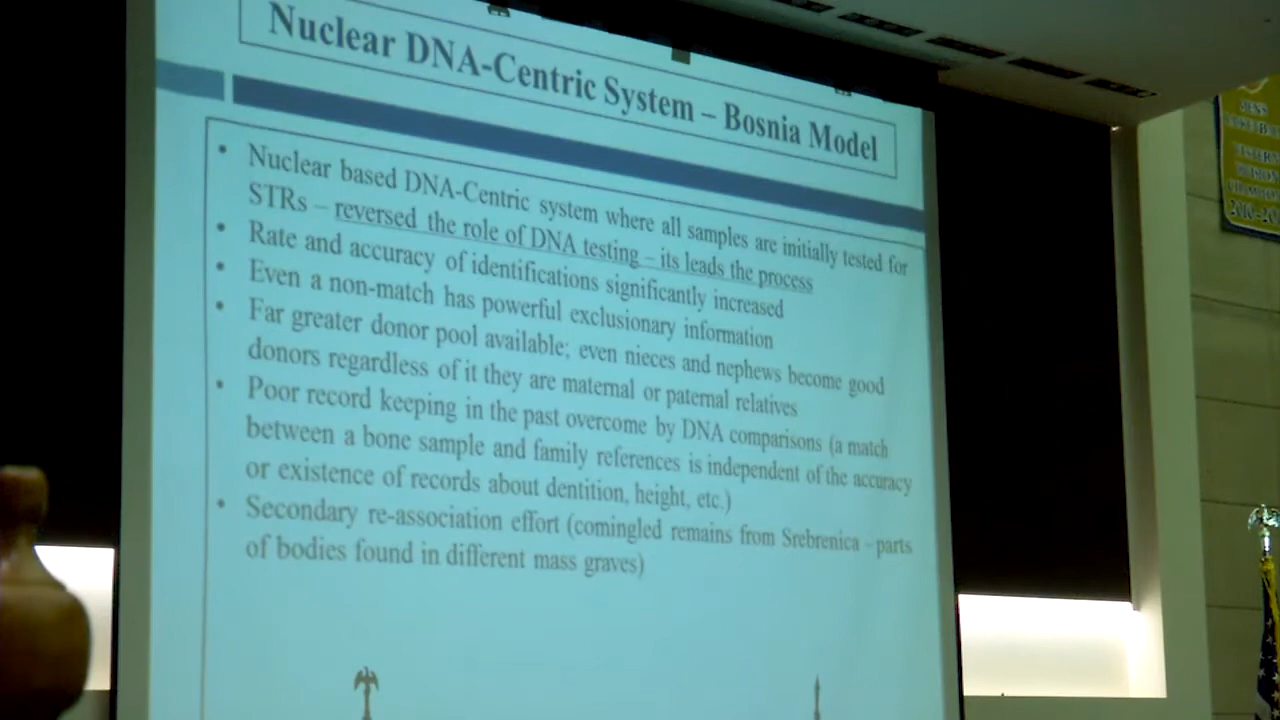 Nuclear DNA-Centric System – Bosnia Model
• Nuclear based DNA-Centric system where all samples are initially tested for
STRs – reversed the role of DNA testing – its leads the process
• Rate and accuracy of identifications significantly increased
• Even a non-match has powerful exclusionary information
• Far greater donor pool available; even nieces and nephews become good
donors regardless of it they are maternal or paternal relatives
• Poor record keeping in the past overcome by DNA comparisons (a match
between a bone sample and family references is independent of the accuracy
or existence of records about dentition, height, etc.)
• Secondary re-association effort (comingled remains from Srebrenica - parts
of bodies found in different mass graves)